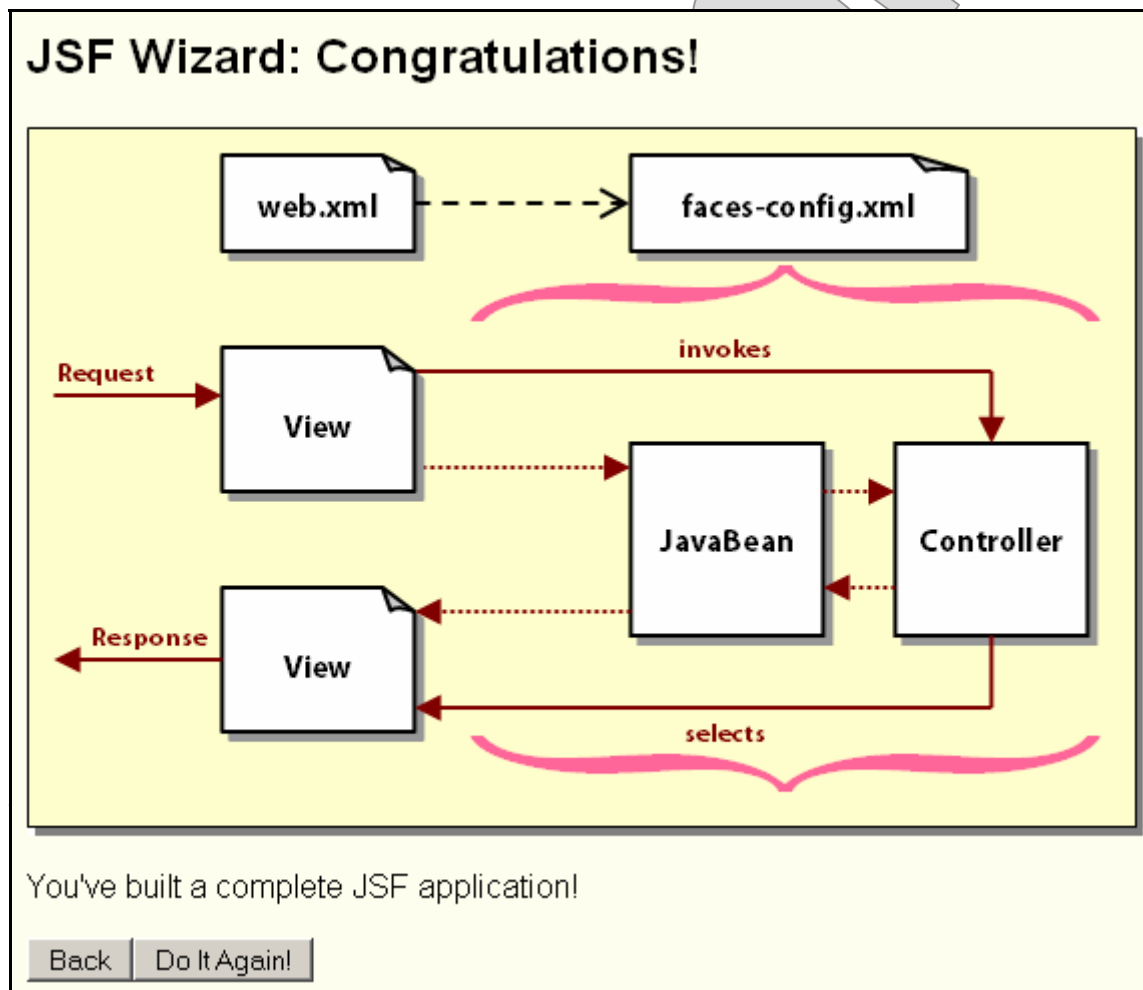 JSF Wizard: Congratulations!
web.xml
faces-config.xml
invokes
Request
View
JavaBean
Controller
Response
View
selects
You've built a complete JSF application!
Back
Do It Again!